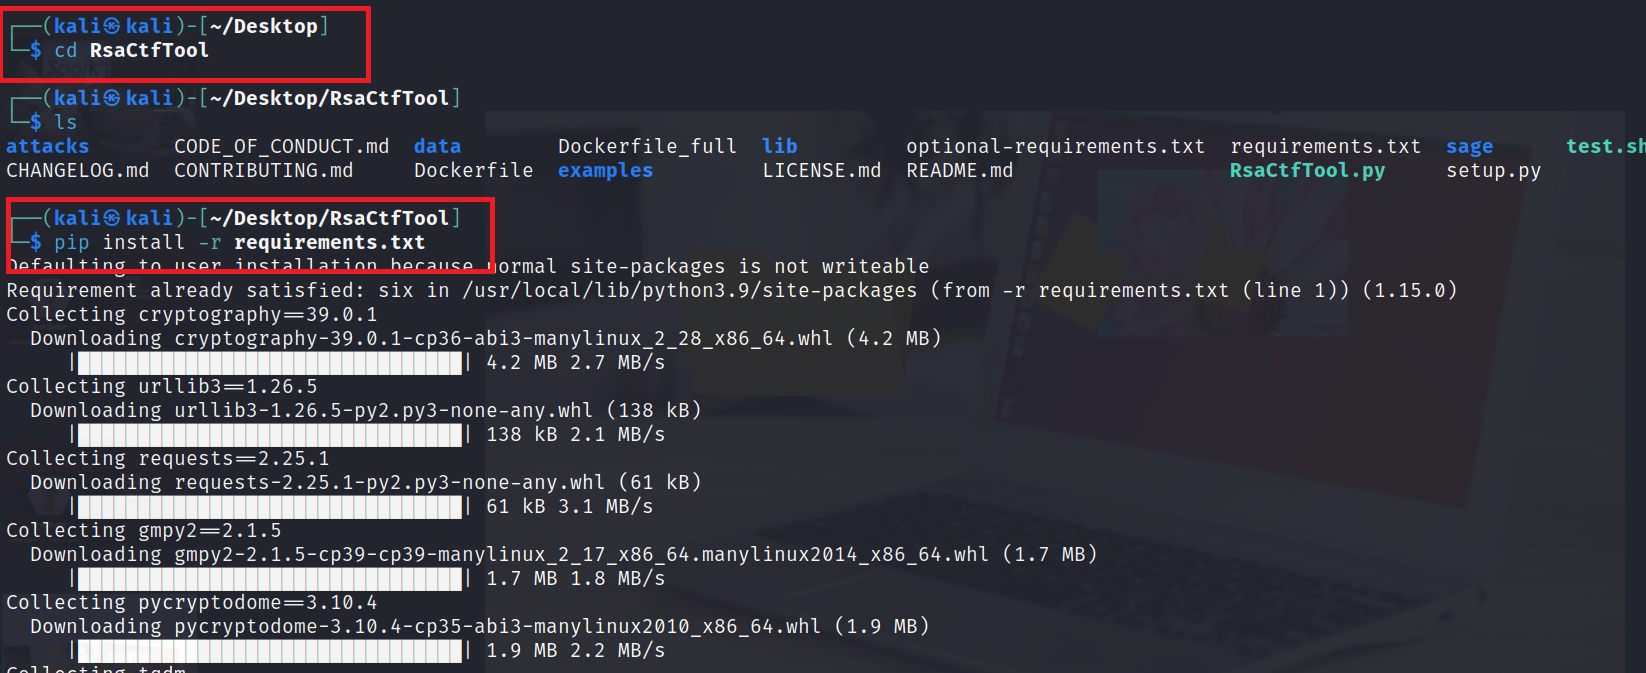 ┌──(kali㉿kali)-[~/Desktop]
└─$ cd RsaCtfTool
┌──(kali㉿kali)-[~/Desktop/RsaCtfTool]
└─$ ls
attacks CODE_OF_CONDUCT.md data Dockerfile_full lib optional-requirements.txt requirements.txt sage test.sh
CHANGELOG.md CONTRIBUTING.md Dockerfile examples LICENSE.md README.md RsaCtfTool.py setup.py
┌──(kali㉿kali)-[~/Desktop/RsaCtfTool]
└─$ pip install -r requirements.txt
Defaulting to user installation because normal site-packages is not writeable
Requirement already satisfied: six in /usr/local/lib/python3.9/site-packages (from -r requirements.txt (line 1)) (1.15.0)
Collecting cryptography==39.0.1
Downloading cryptography-39.0.1-cp36-abi3-manylinux_2_28_x86_64.whl (4.2 MB)
|████████████████████████████████| 4.2 MB 2.7 MB/s
Collecting urllib3==1.26.5
Downloading urllib3-1.26.5-py2.py3-none-any.whl (138 kB)
|████████████████████████████████| 138 kB 2.1 MB/s
Collecting requests==2.25.1
Downloading requests-2.25.1-py2.py3-none-any.whl (61 kB)
|████████████████████████████████| 61 kB 3.1 MB/s
Collecting gmpy2==2.1.5
Downloading gmpy2-2.1.5-cp39-cp39-manylinux_2_17_x86_64.manylinux2014_x86_64.whl (1.7 MB)
|████████████████████████████████| 1.7 MB 1.8 MB/s
Collecting pycryptodome==3.10.4
Downloading pycryptodome-3.10.4-cp35-abi3-manylinux2010_x86_64.whl (1.9 MB)
|████████████████████████████████| 1.9 MB 2.2 MB/s
Collecting tqdm